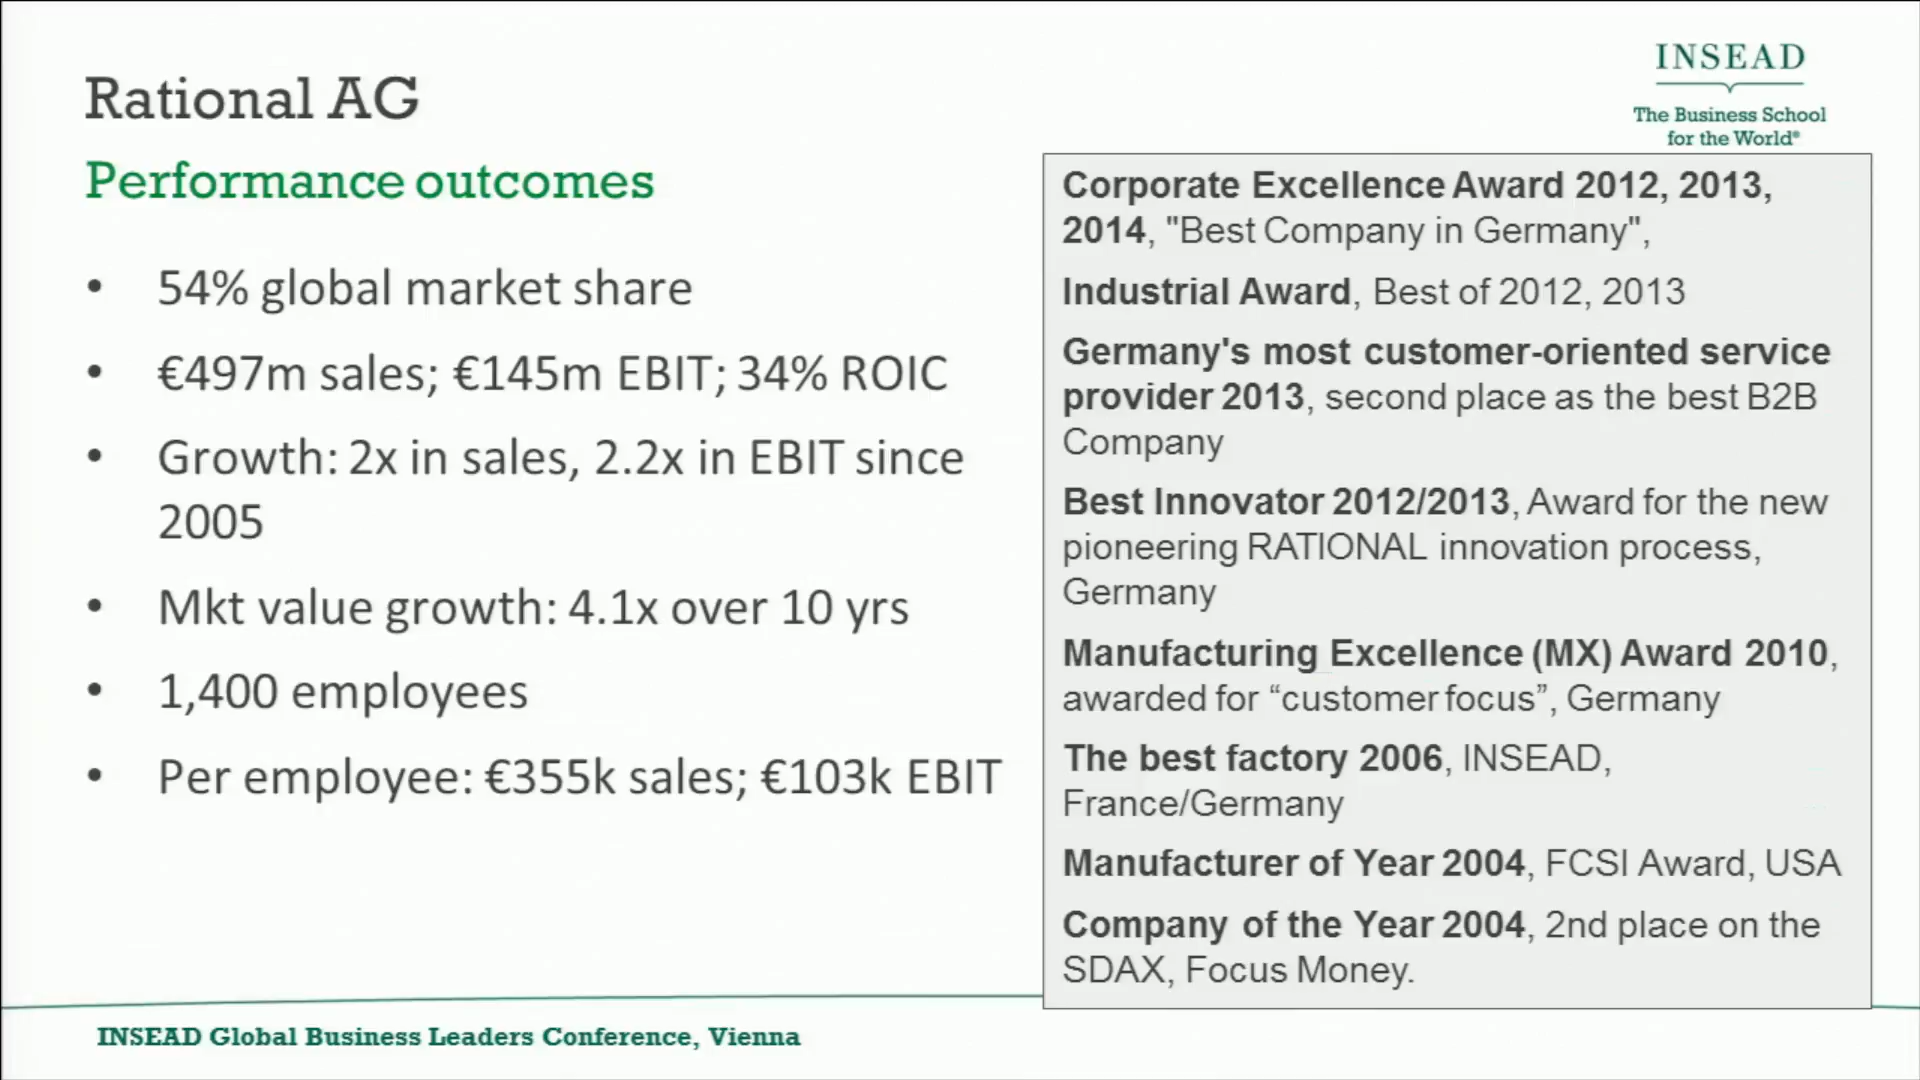 Rational AG
Performance outcomes
• 54% global market share
• €497m sales; €145m EBIT; 34% ROIC
• Growth: 2x in sales, 2.2x in EBIT since
2005
• Mkt value growth: 4.1x over 10 yrs
• 1,400 employees
• Per employee: €355k sales; €103k EBIT
INSEAD
The Business School
for the World®
Corporate Excellence Award 2012, 2013,
2014, "Best Company in Germany",
Industrial Award, Best of 2012, 2013
Germany's most customer-oriented service
provider 2013, second place as the best B2B
Company
Best Innovator 2012/2013, Award for the new
pioneering RATIONAL innovation process,
Germany
Manufacturing Excellence (MX) Award 2010,
awarded for “customer focus”, Germany
The best factory 2006, INSEAD,
France/Germany
Manufacturer of Year 2004, FCSI Award, USA
Company of the Year 2004, 2nd place on the
SDAX, Focus Money.
INSEAD Global Business Leaders Conference, Vienna